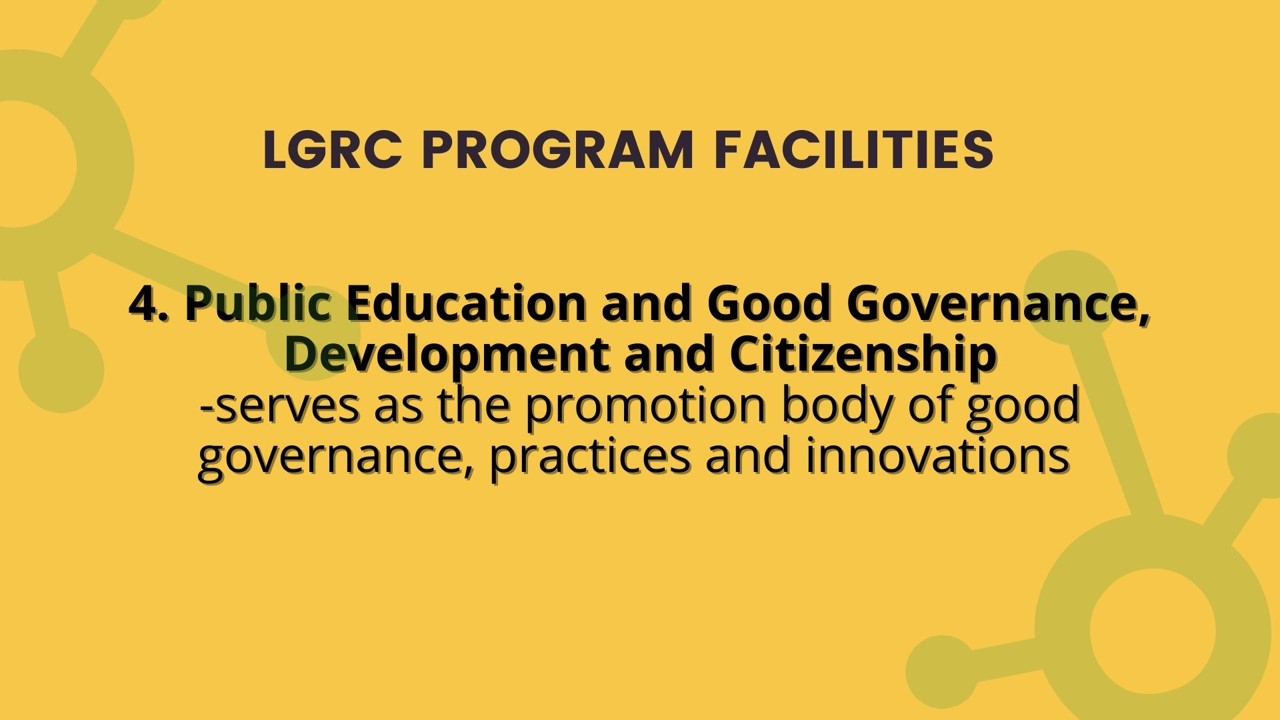 LGRC PROGRAM FACILITIES
4. Public Education and Good Governance,
Development and Citizenship
-serves as the promotion body of good
governance, practices and innovations